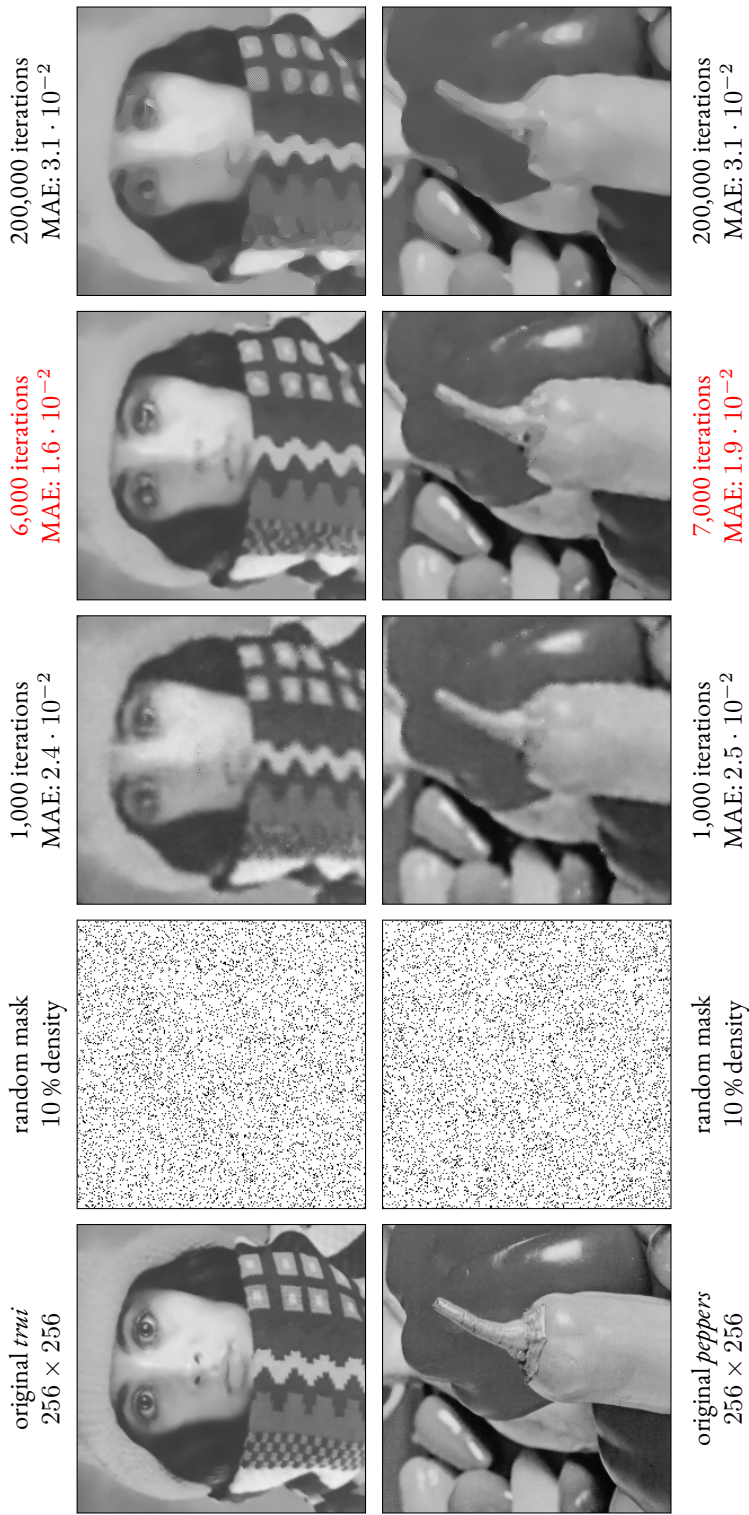 original trui
256 × 256
random mask
10 % density
1,000 iterations
MAE: 2.4 · 10⁻²
6,000 iterations
MAE: 1.6 · 10⁻²
200,000 iterations
MAE: 3.1 · 10⁻²
original peppers
256 × 256
random mask
10 % density
1,000 iterations
MAE: 2.5 · 10⁻²
7,000 iterations
MAE: 1.9 · 10⁻²
200,000 iterations
MAE: 3.1 · 10⁻²